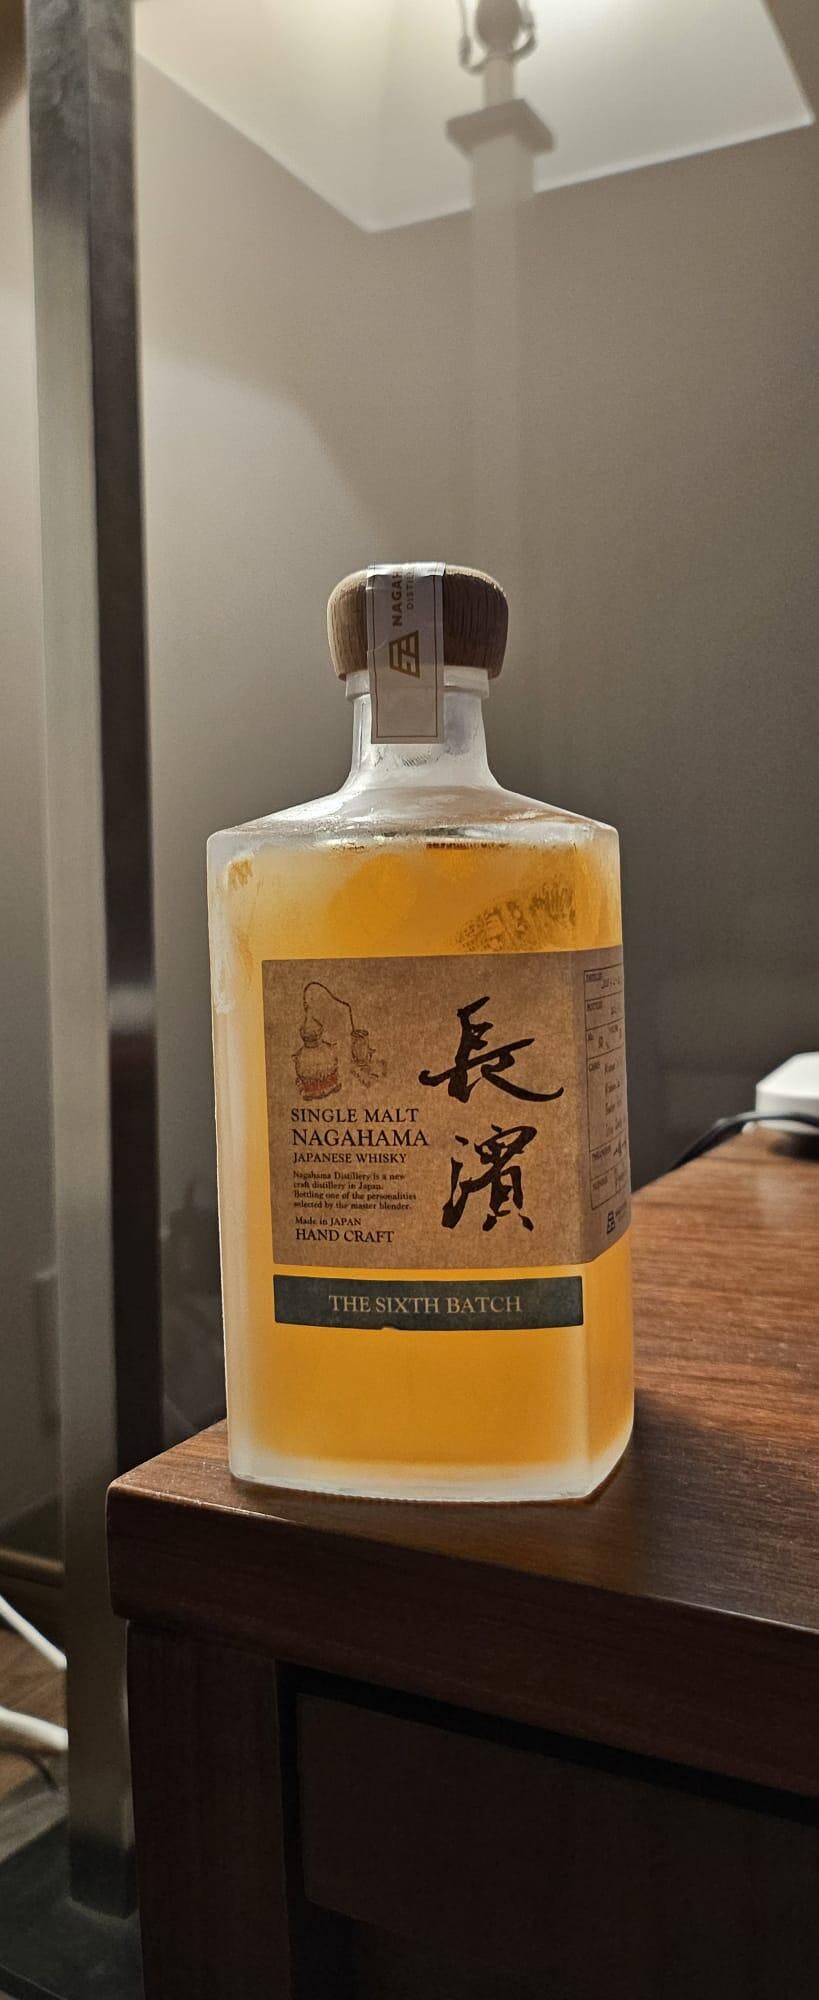 NAGAHAMA
SINGLE MALT
NAGAHAMA
JAPANESE WHISKY
Nagahama Distillery is a new
craft distillery in Japan.
Bottling one of the personalities
selected by the master blender.
Made in JAPAN
HAND CRAFT
長
濱
THE SIXTH BATCH